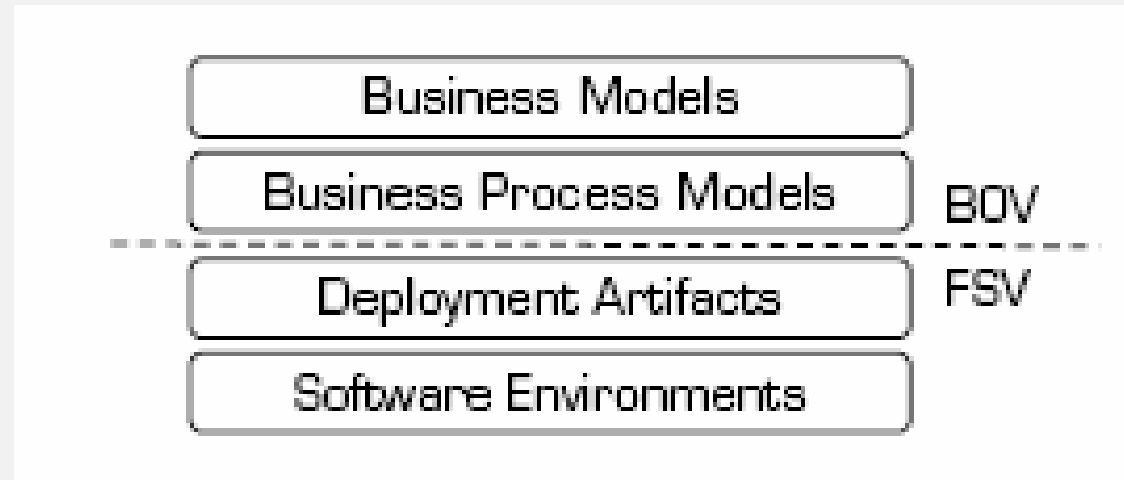 Business Models
Business Process Models
BOV
Deployment Artifacts
FSV
Software Environments